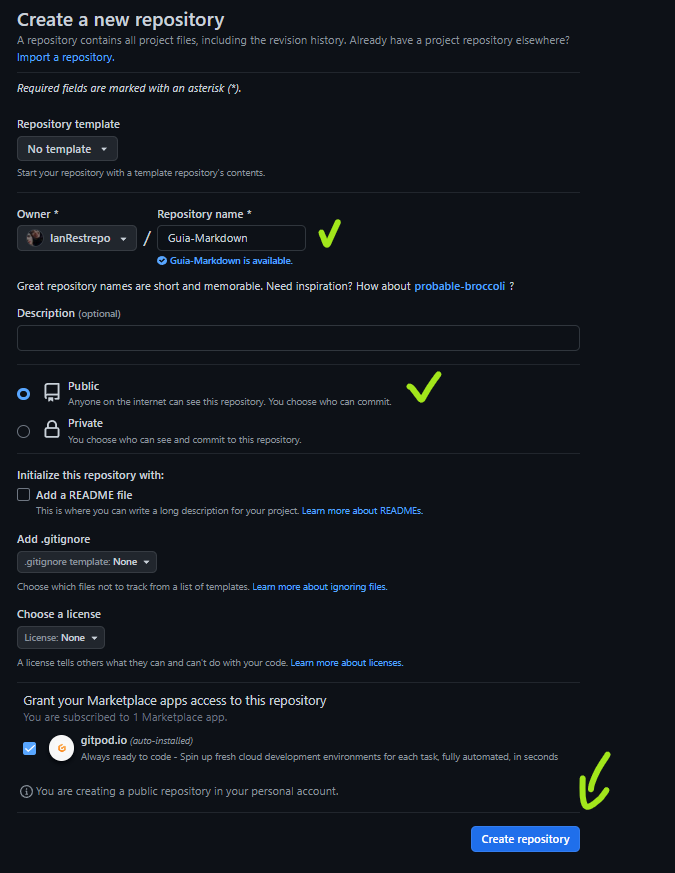 Create a new repository
A repository contains all project files, including the revision history. Already have a project repository elsewhere?
Import a repository.
Required fields are marked with an asterisk (*).
Repository template
No template
Start your repository with a template repository's contents.
Owner * Repository name *
IanRestrepo / Guia-Markdown
Guia-Markdown is available.
Great repository names are short and memorable. Need inspiration? How about probable-broccoli ?
Description (optional)
Public
Anyone on the internet can see this repository. You choose who can commit.
Private
You choose who can see and commit to this repository.
Initialize this repository with:
Add a README file
This is where you can write a long description for your project. Learn more about READMEs.
Add .gitignore
.gitignore template: None
Choose which files not to track from a list of templates. Learn more about ignoring files.
Choose a license
License: None
A license tells others what they can and can't do with your code. Learn more about licenses.
Grant your Marketplace apps access to this repository
You are subscribed to 1 Marketplace app.
gitpod.io (auto-installed)
Always ready to code - Spin up fresh cloud development environments for each task, fully automated, in seconds
You are creating a public repository in your personal account.
Create repository